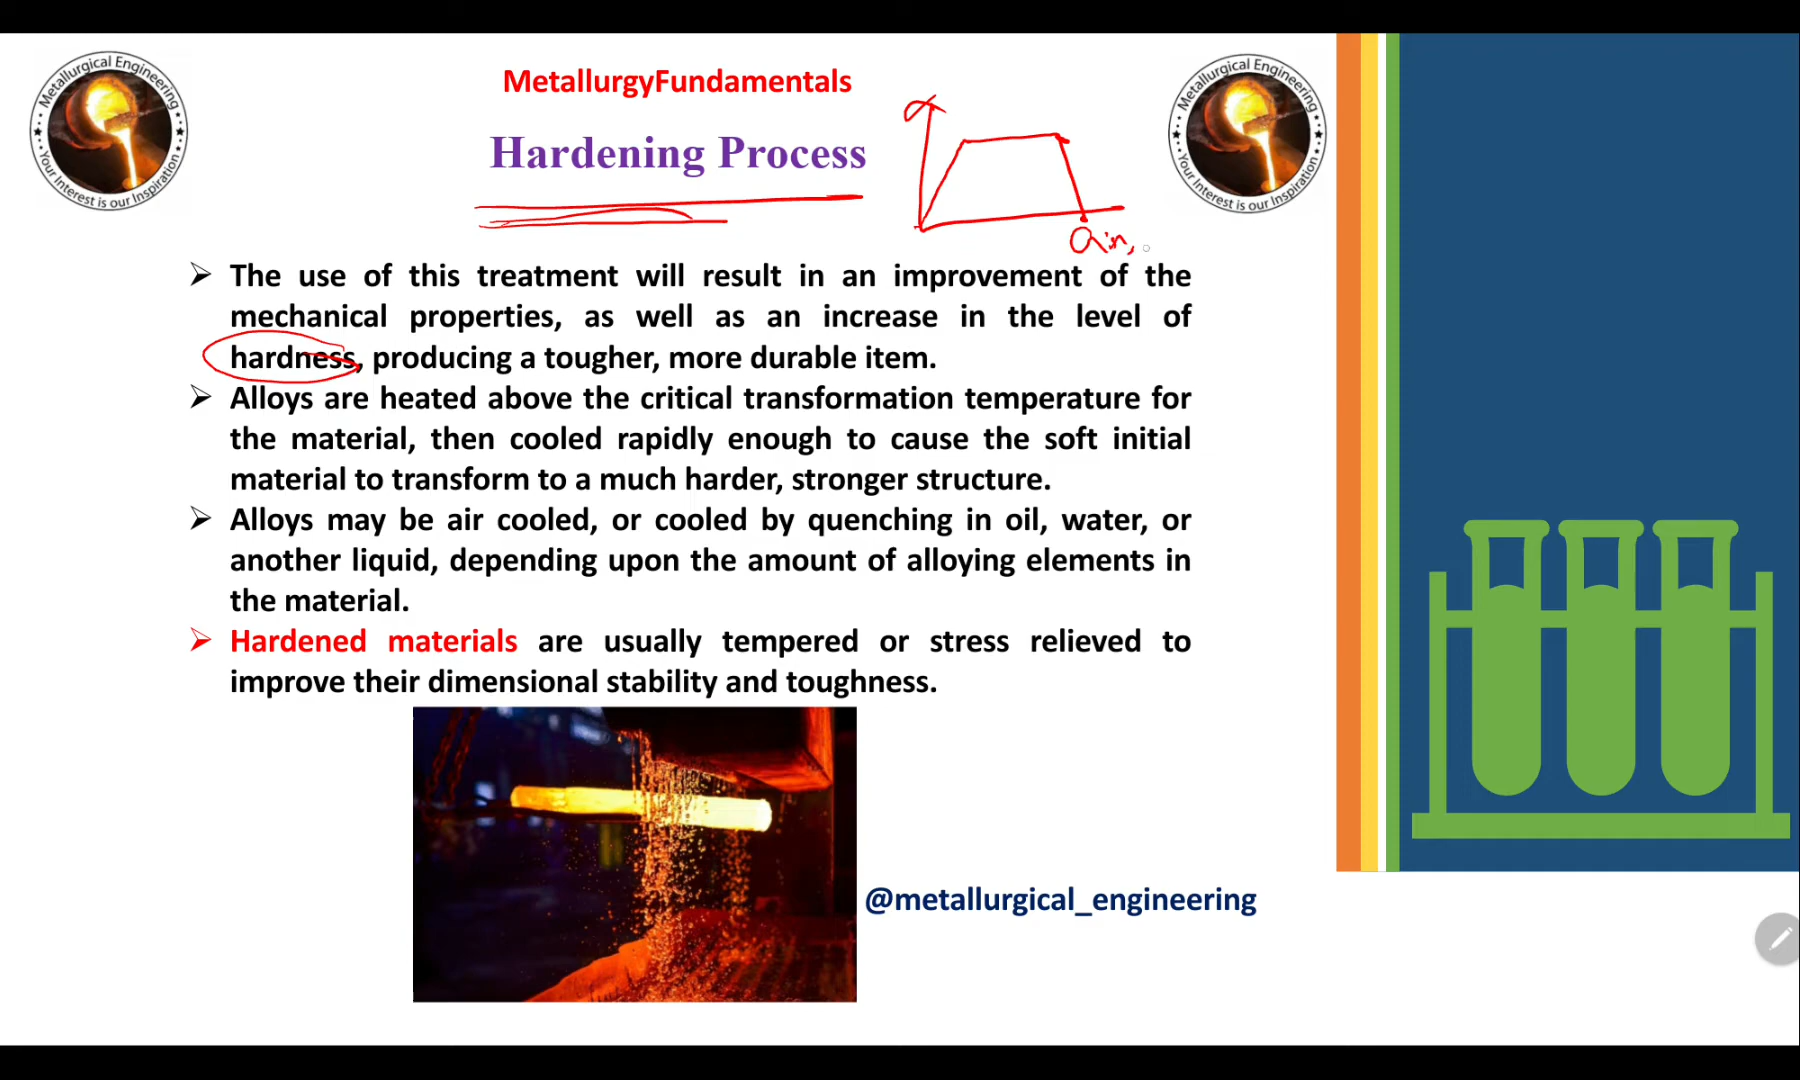 Metallurgical Engineering
Your Interest is our Inspiration
MetallurgyFundamentals
Hardening Process
Metallurgical Engineering
Your Interest is our Inspiration
The use of this treatment will result in an improvement of the
mechanical properties, as well as an increase in the level of
hardness, producing a tougher, more durable item.
Alloys are heated above the critical transformation temperature for
the material, then cooled rapidly enough to cause the soft initial
material to transform to a much harder, stronger structure.
Alloys may be air cooled, or cooled by quenching in oil, water, or
another liquid, depending upon the amount of alloying elements in
the material.
Hardened materials are usually tempered or stress relieved to
improve their dimensional stability and toughness.
@metallurgical_engineering